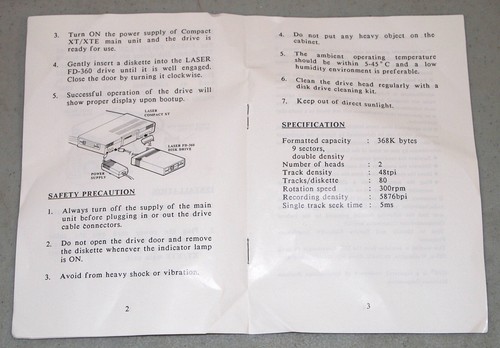 3. Turn ON the power supply of Compact
XT/XTE main unit and the drive is
ready for use.
4. Gently insert a diskette into the LASER
FD-360 drive until it is well engaged.
Close the door by turning it clockwise.
5. Successful operation of the drive will
show proper display upon bootup.
LASER
COMPACT XT
LASER FD-360
DISK DRIVE
POWER
SUPPLY
SAFETY PRECAUTION
1. Always turn off the supply of the main
unit before plugging in or out the drive
cable connectors.
2. Do not open the drive door and remove
the diskette whenever the indicator lamp
is ON.
3. Avoid from heavy shock or vibration.
2
4. Do not put any heavy object on the
cabinet.
5. The ambient operating temperature
should be within 5-45°C and a low
humidity environment is preferable.
6. Clean the drive head regularly with a
disk drive cleaning kit.
7. Keep out of direct sunlight.
SPECIFICATION
Formatted capacity : 368K bytes
9 sectors,
double density
Number of heads : 2
Track density : 48tpi
Tracks/diskette : 80
Rotation speed : 300rpm
Recording density : 5876bpi
Single track seek time : 5ms
3